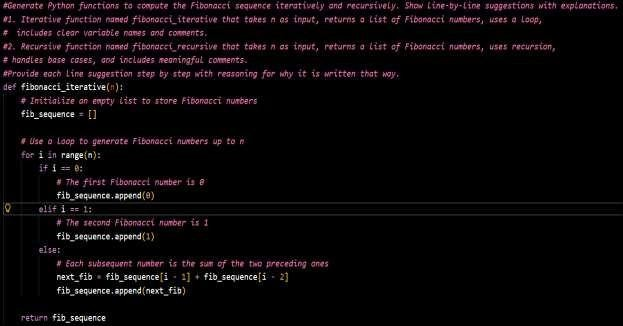 #Generate Python functions to compute the Fibonacci sequence iteratively and recursively. Show line-by-line suggestions with explanations.
#1. Iterative function named fibonacci_iterative that takes n as input, returns a list of Fibonacci numbers, uses a loop,
#  includes clear variable names and comments.
#2. Recursive function named fibonacci_recursive that takes n as input, returns a list of Fibonacci numbers, uses recursion,
# handles base cases, and includes meaningful comments.
#Provide each line suggestion step by step with reasoning for why it is written that way.
def fibonacci_iterative(n):
    # Initialize an empty list to store Fibonacci numbers
    fib_sequence = []

    # Use a loop to generate Fibonacci numbers up to n
    for i in range(n):
        if i == 0:
            # The first Fibonacci number is 0
            fib_sequence.append(0)
        elif i == 1:
            # The second Fibonacci number is 1
            fib_sequence.append(1)
        else:
            # Each subsequent number is the sum of the two preceding ones
            next_fib = fib_sequence[i - 1] + fib_sequence[i - 2]
            fib_sequence.append(next_fib)

    return fib_sequence